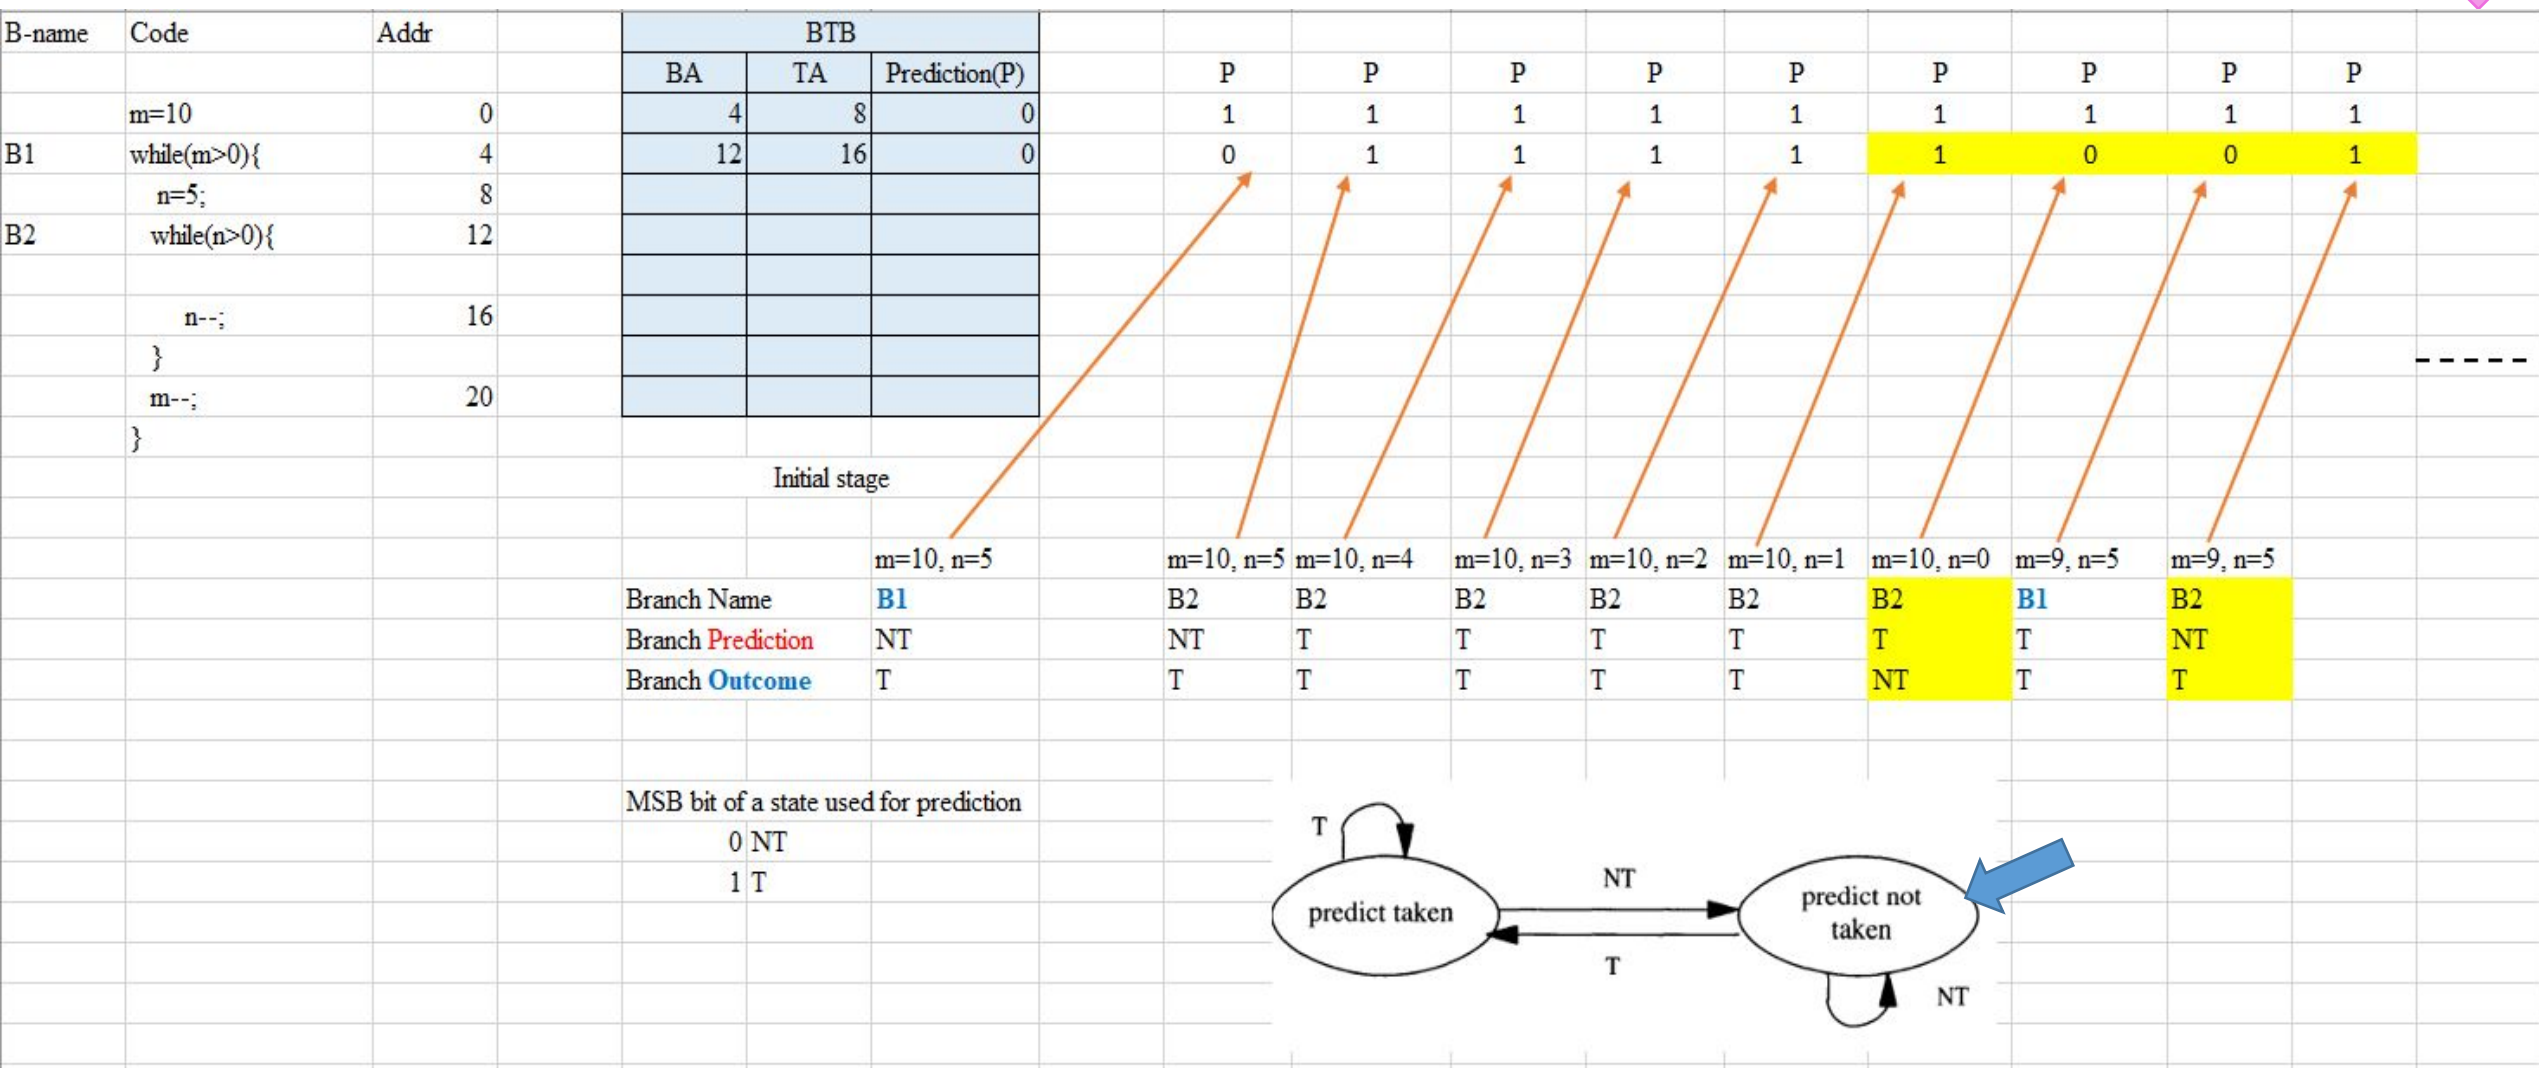 B-name Code Addr BTB
BA TA Prediction(P) P P P P P P P P P
m=10 0 4 8 0 1 1 1 1 1 1 1 1 1
B1 while(m>0){ 4 12 16 0 0 1 1 1 1 1 0 0 1
n=5; 8
B2 while(n>0){ 12
n--; 16
}
m--; 20
}
Initial stage
m=10, n=5 m=10, n=5 m=10, n=4 m=10, n=3 m=10, n=2 m=10, n=1 m=10, n=0 m=9, n=5 m=9, n=5
Branch Name B1 B2 B2 B2 B2 B2 B2 B1 B2
Branch Prediction NT NT T T T T T T NT
Branch Outcome T T T T T T NT T T
MSB bit of a state used for prediction
0 NT
1 T
T
NT
predict taken
predict not
taken
T
NT